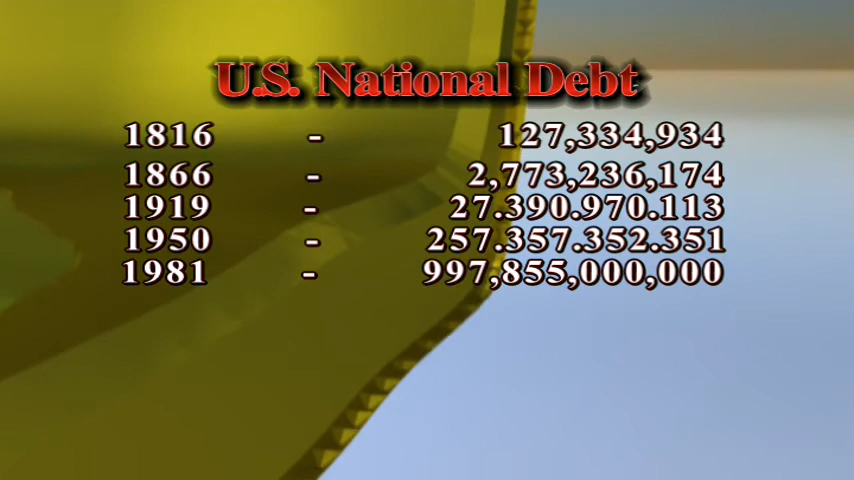 U.S. National Debt
1816 - 127,334,934
1866 - 2,773,236,174
1919 - 27.390.970.113
1950 - 257.357.352.351
1981 - 997,855,000,000